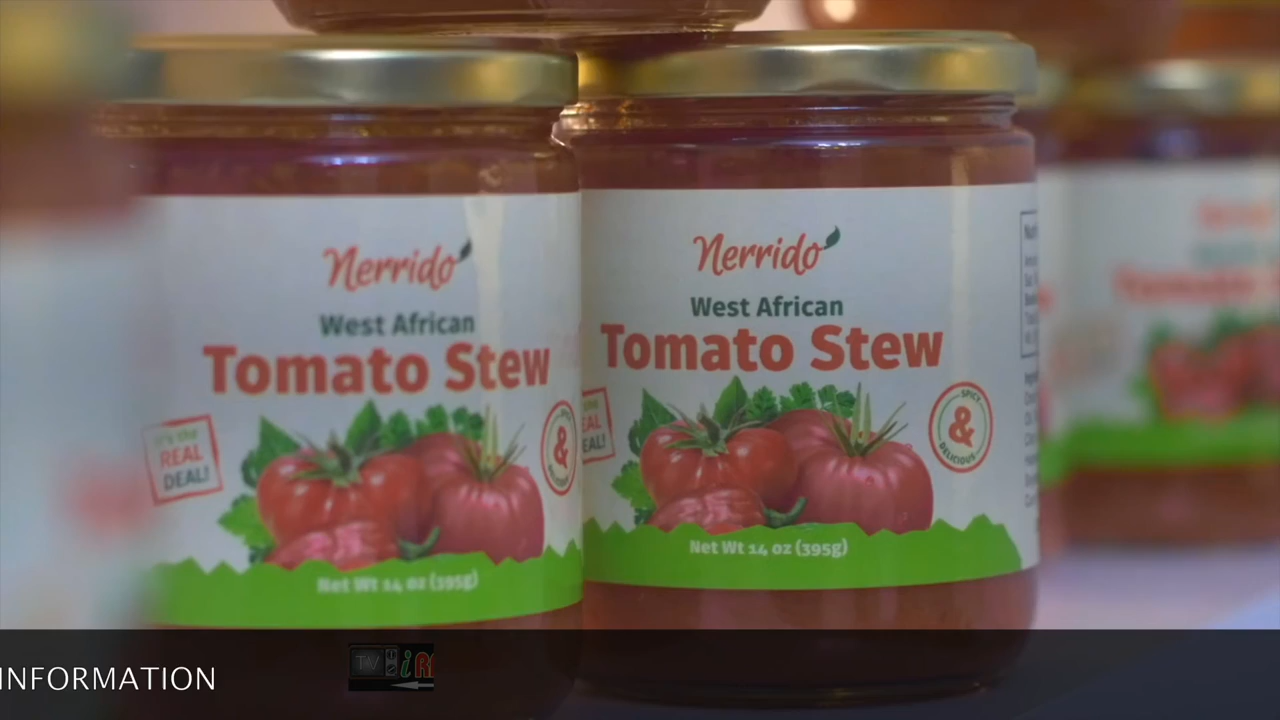 Nerrido
West African
Tomato Stew
It's the
REAL
DEAL!
&
Net Wt 14 oz (395g)
Nerrido
West African
Tomato Stew
SPICY
&
DELICIOUS
Net Wt 14 oz (395g)
INFORMATION
TV